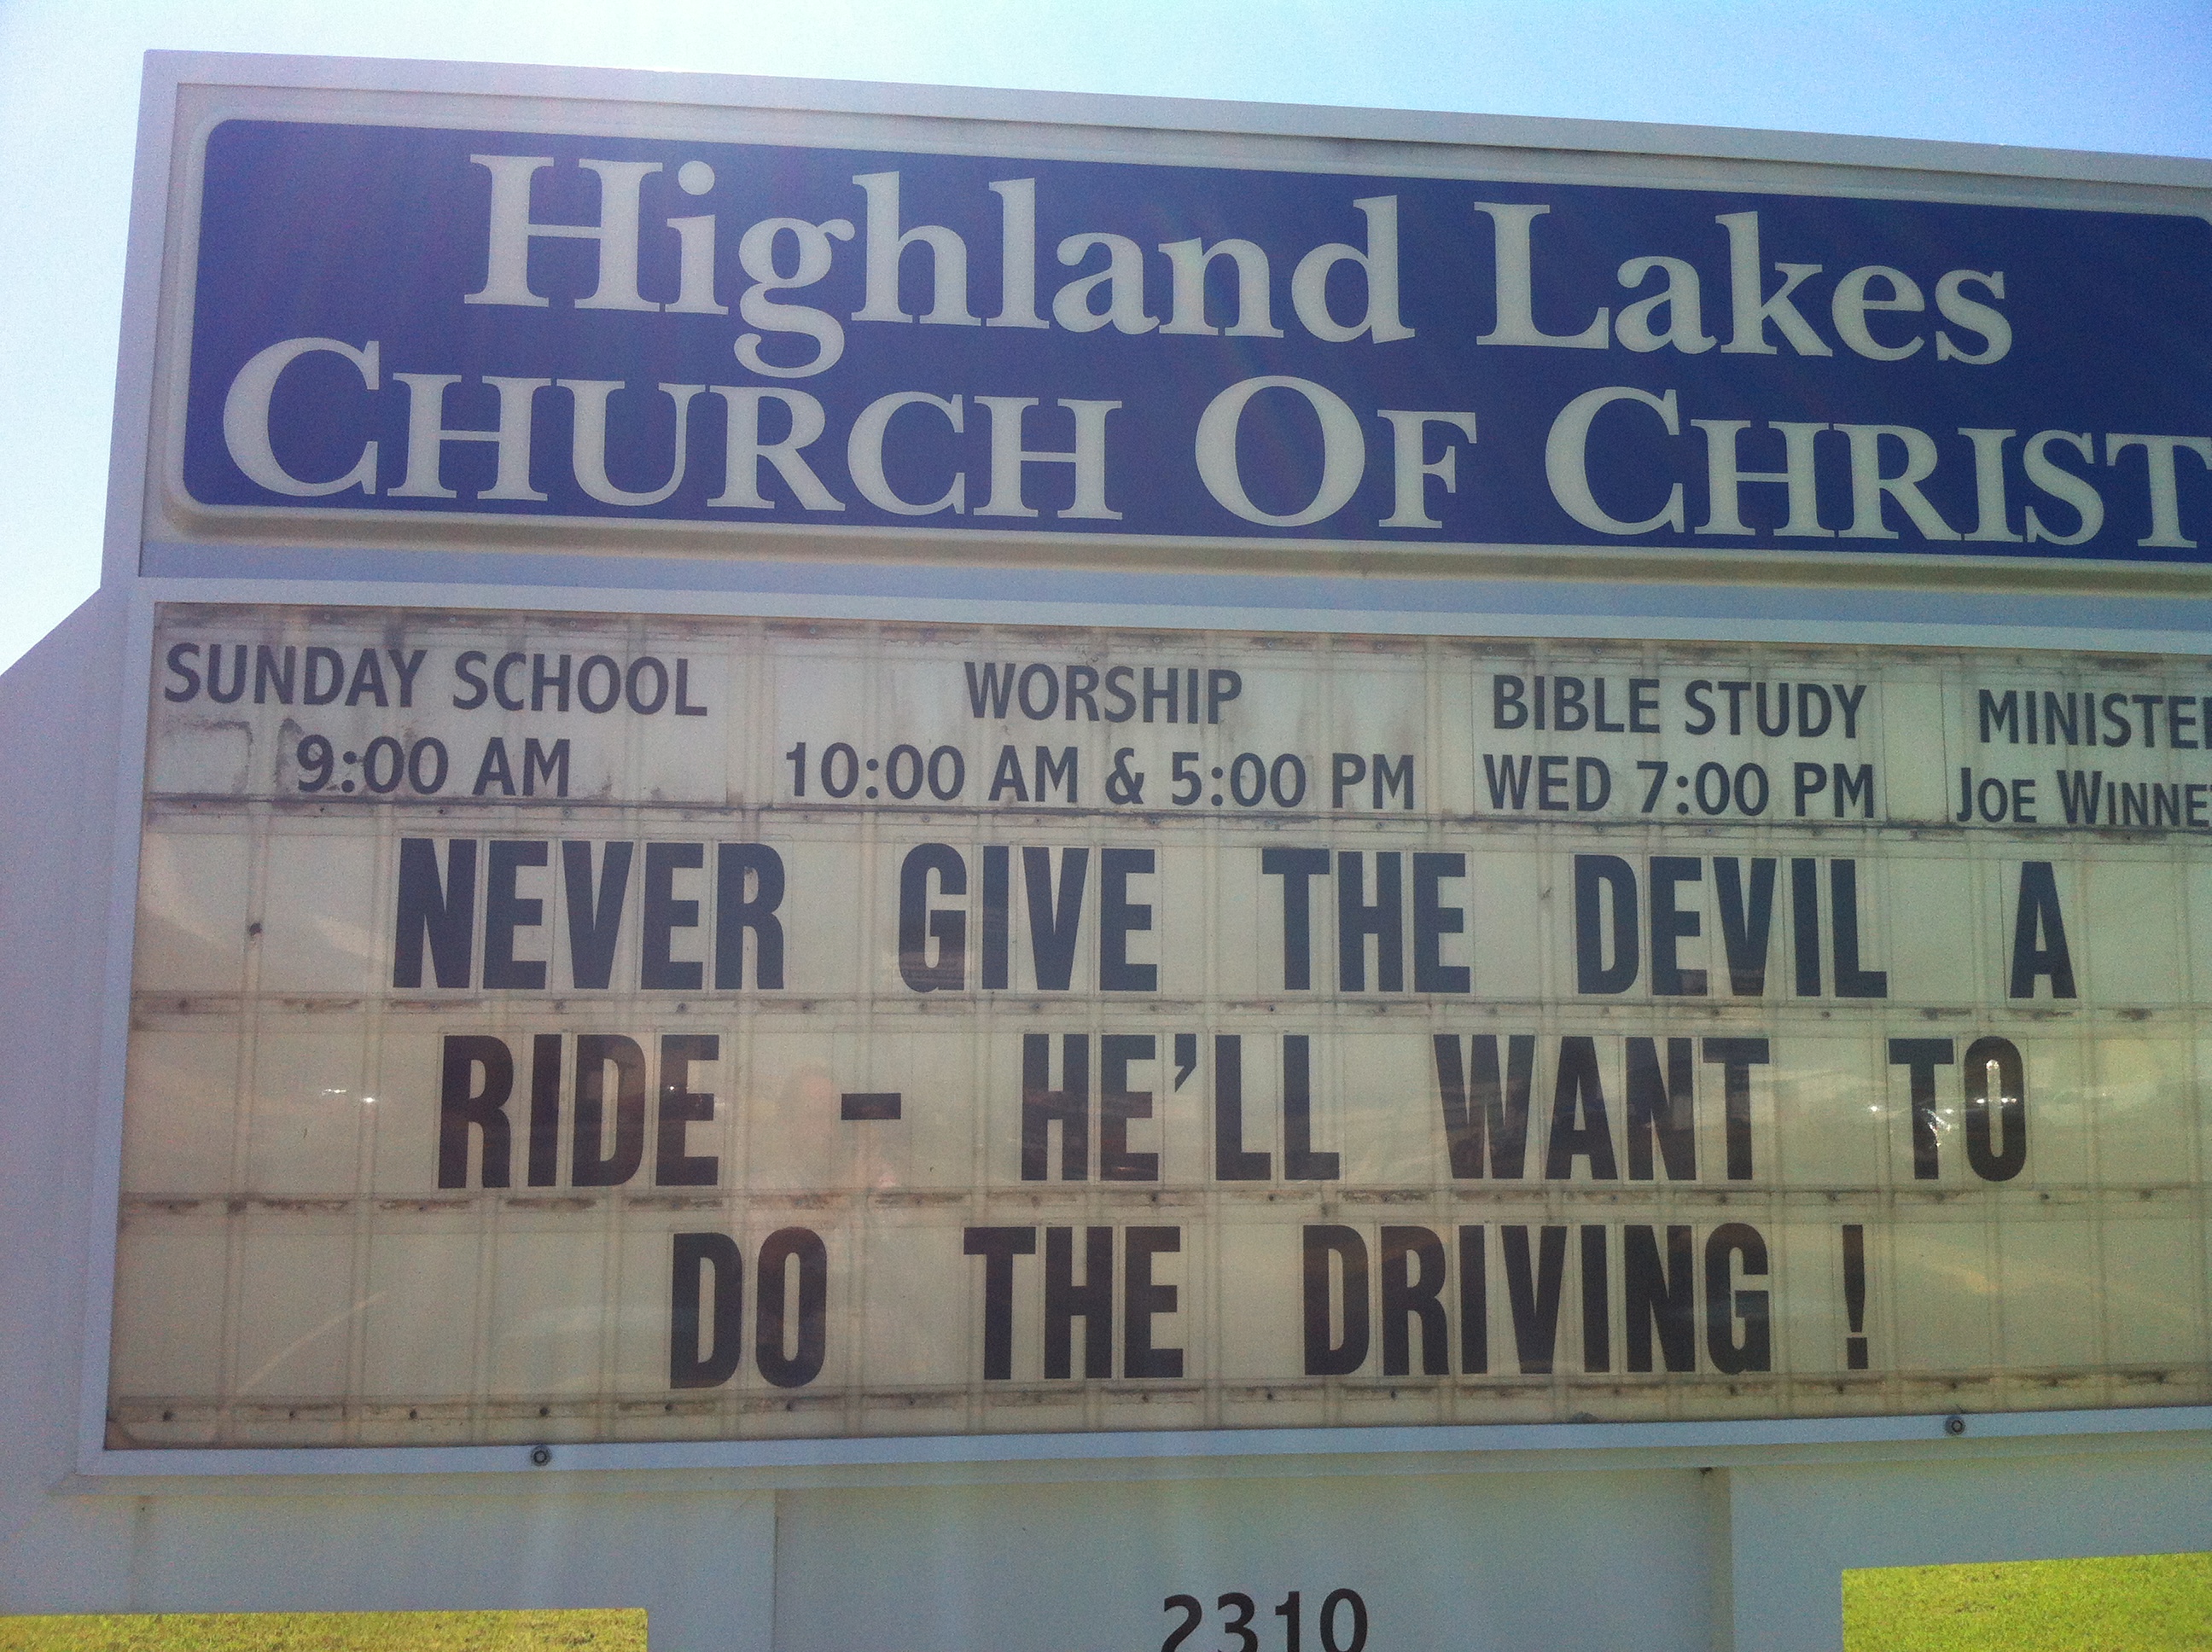 Highland Lakes
CHURCH OF CHRIST
SUNDAY SCHOOL WORSHIP BIBLE STUDY
9:00 AM 10:00 AM & 5:00 PM WED 7:00 PM JOE
NEVER GIVE THE DEVIL A
RIDE - HE'LL WANT TO
DO THE DRIVING !
2310